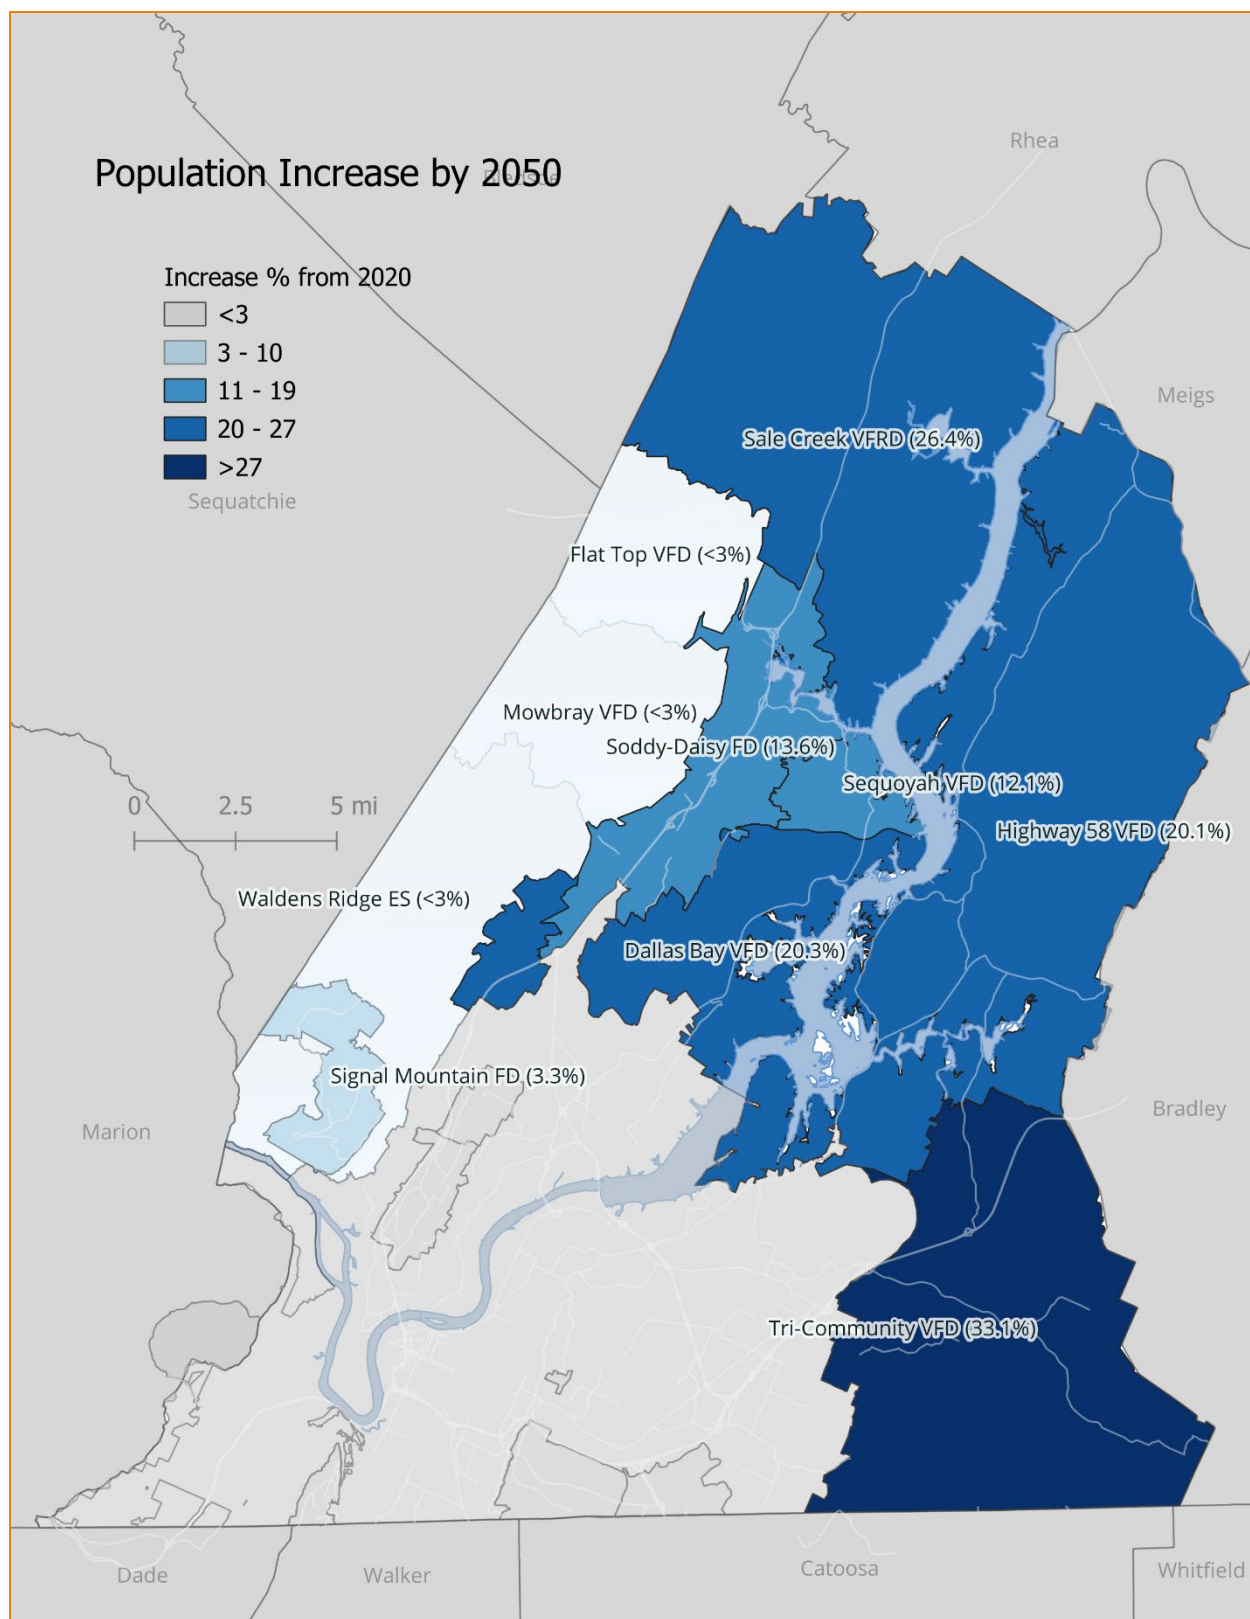 Rhea
Population Increase by 2050
Bledsoe
Increase % from 2020
<3
3 - 10
11 - 19
20 - 27
>27
Sequatchie
Meigs
Sale Creek VFRD (26.4%)
Flat Top VFD (<3%)
Mowbray VFD (<3%)
Soddy-Daisy FD (13.6%)
Sequoyah VFD (12.1%)
0 2.5 5 mi
Highway 58 VFD (20.1%)
Waldens Ridge ES (<3%)
Dallas Bay VFD (20.3%)
Signal Mountain FD (3.3%)
Bradley
Marion
Tri-Community VFD (33.1%)
Dade
Walker
Catoosa
Whitfield